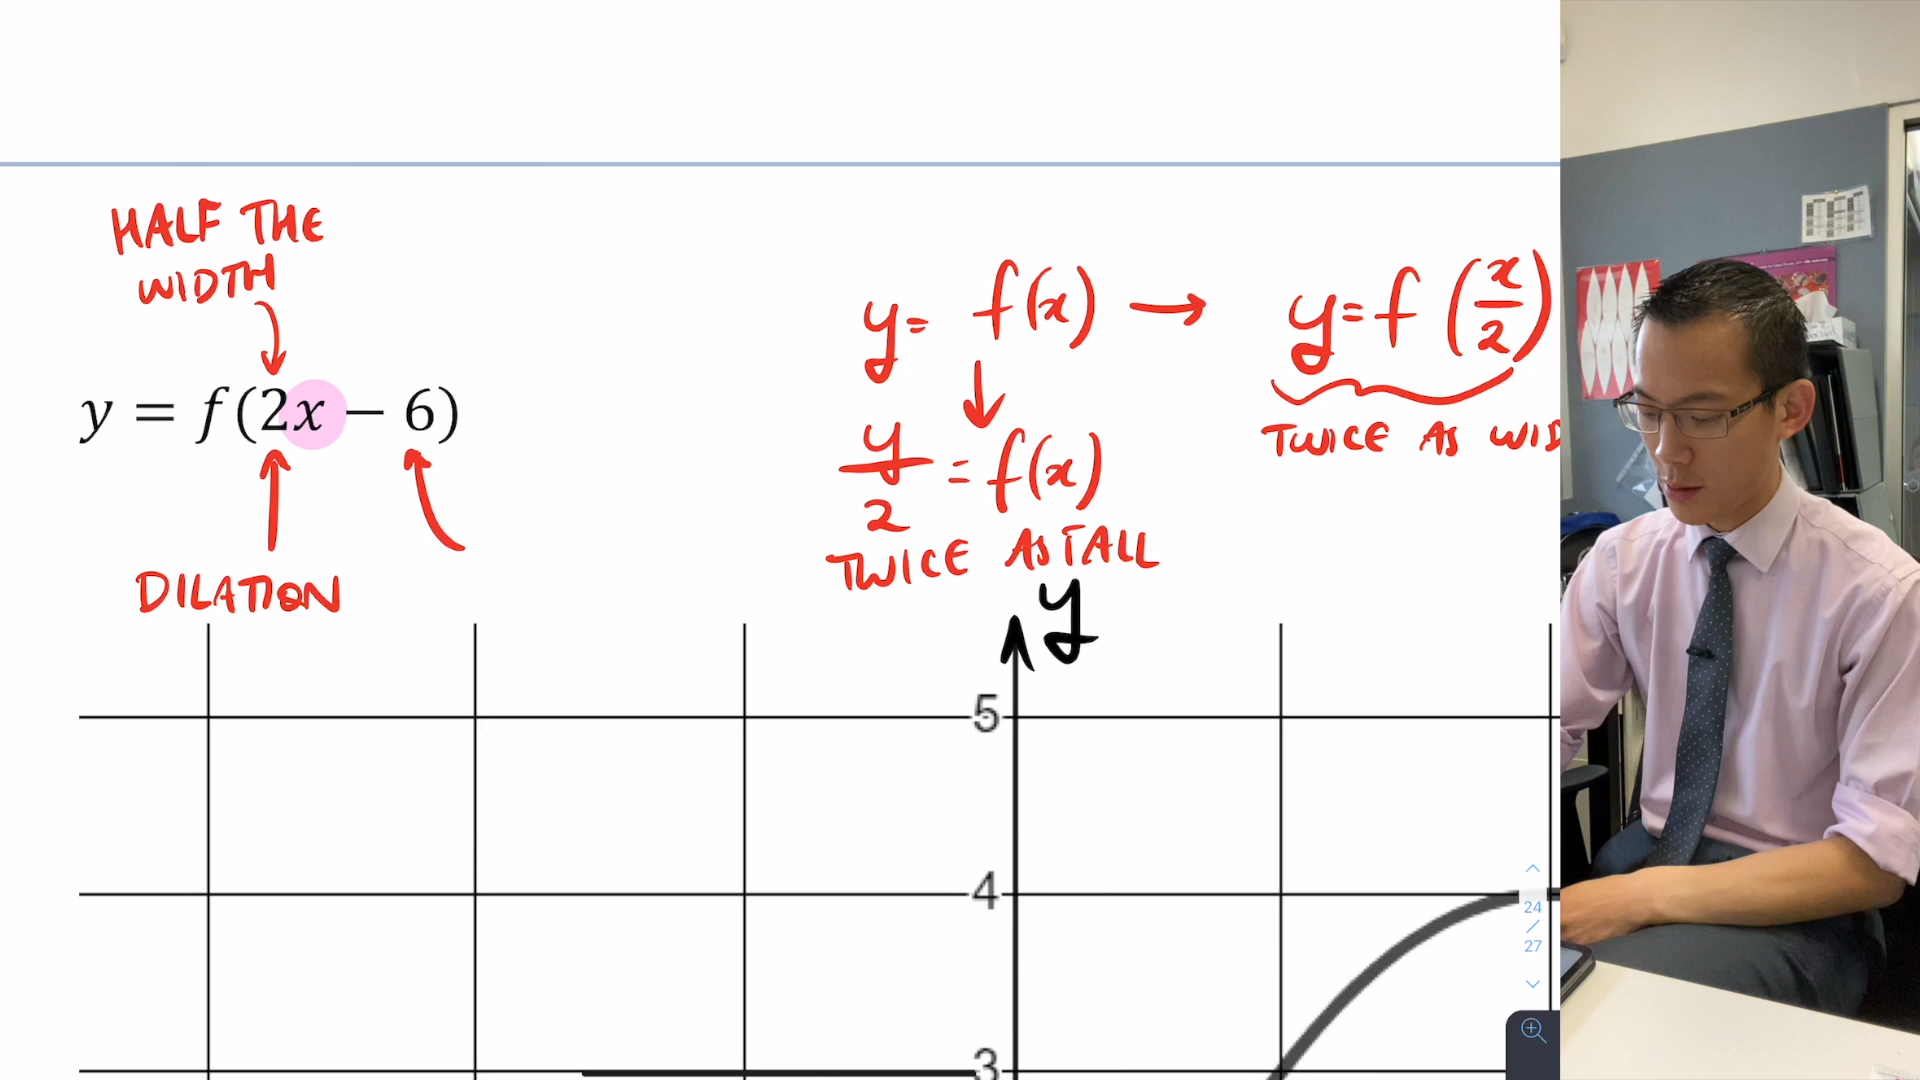 HALF THE
WIDTH
y = f(2x − 6)
DILATION
y = f(x) → y = f(x/2)
TWICE AS WID
y/2 = f(x)
TWICE AS TALL
y
5
4
3
24
/
27